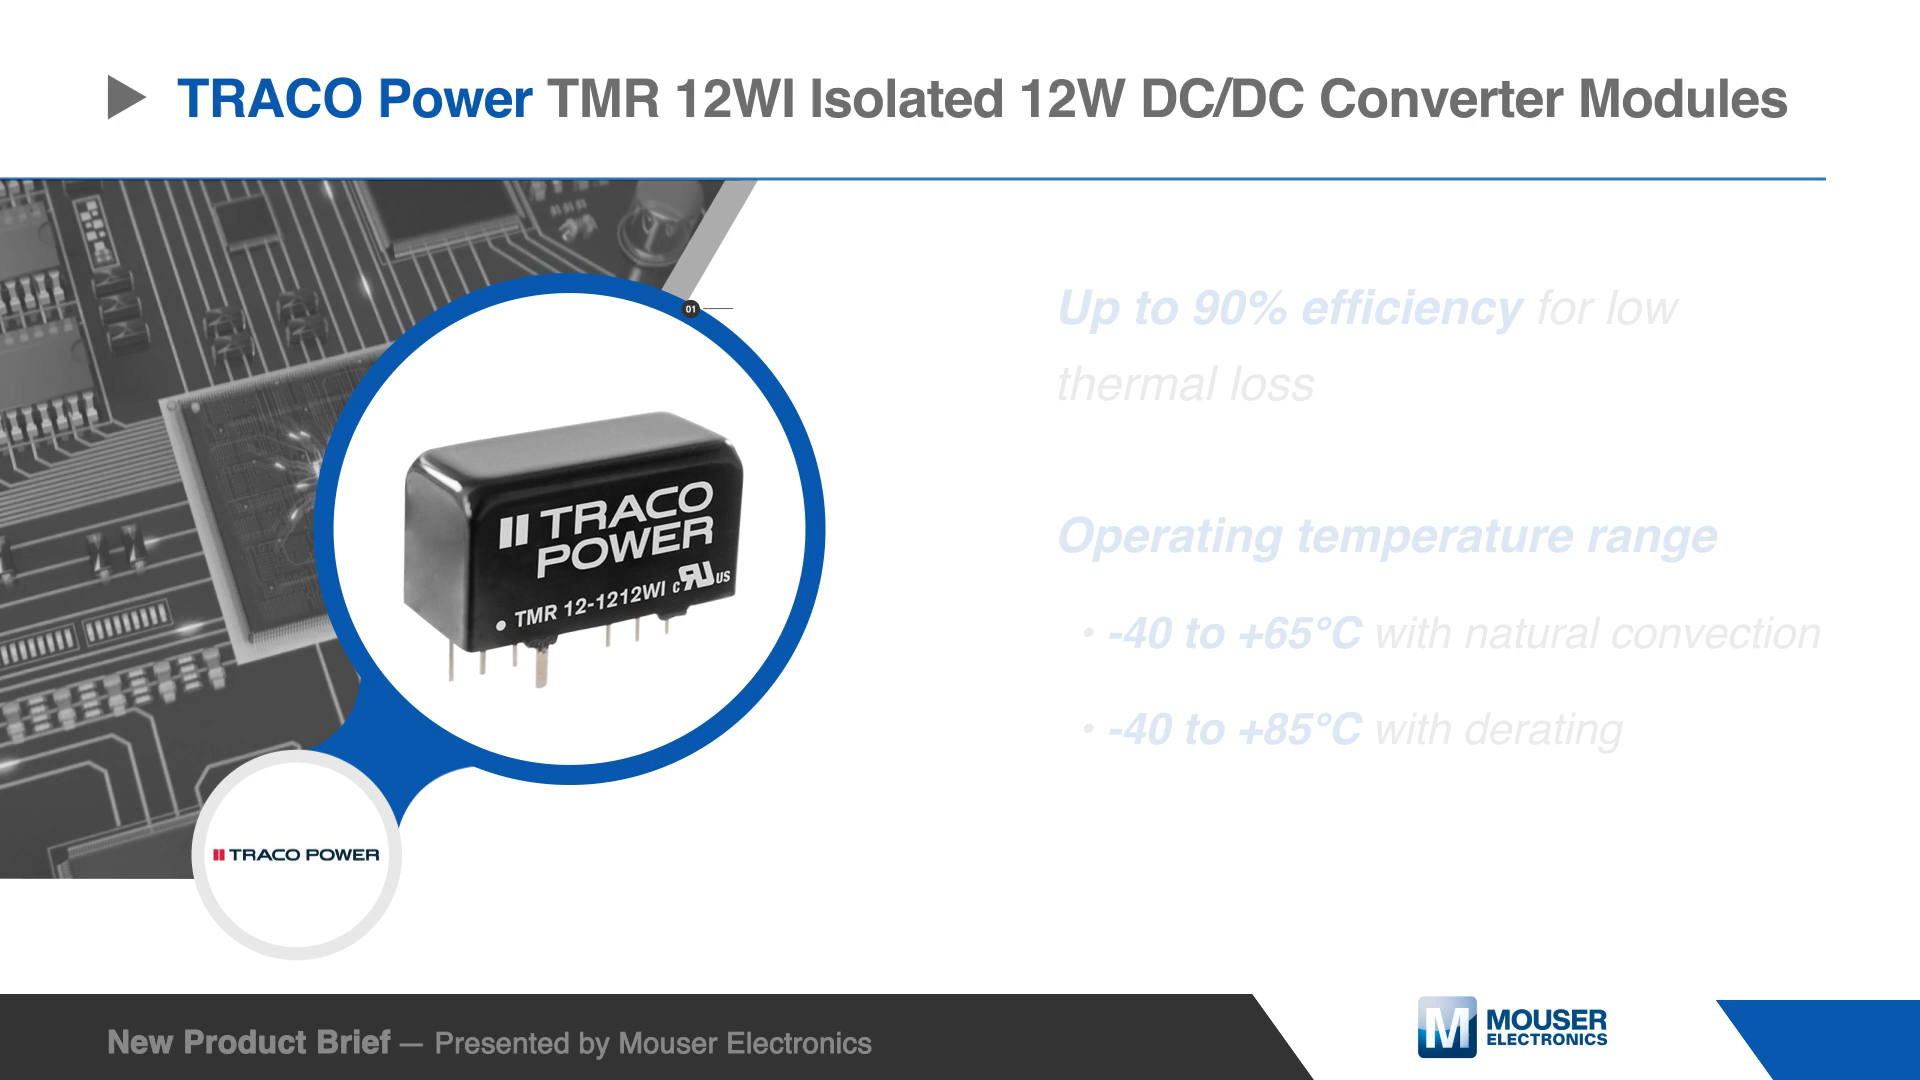 TRACO Power TMR 12WI Isolated 12W DC/DC Converter Modules
01
Up to 90% efficiency for low
thermal loss
Operating temperature range
• -40 to +65°C with natural convection
• -40 to +85°C with derating
TRACO
POWER
TMR 12-1212WI c RU US
TRACO POWER
New Product Brief — Presented by Mouser Electronics
M
MOUSER
ELECTRONICS